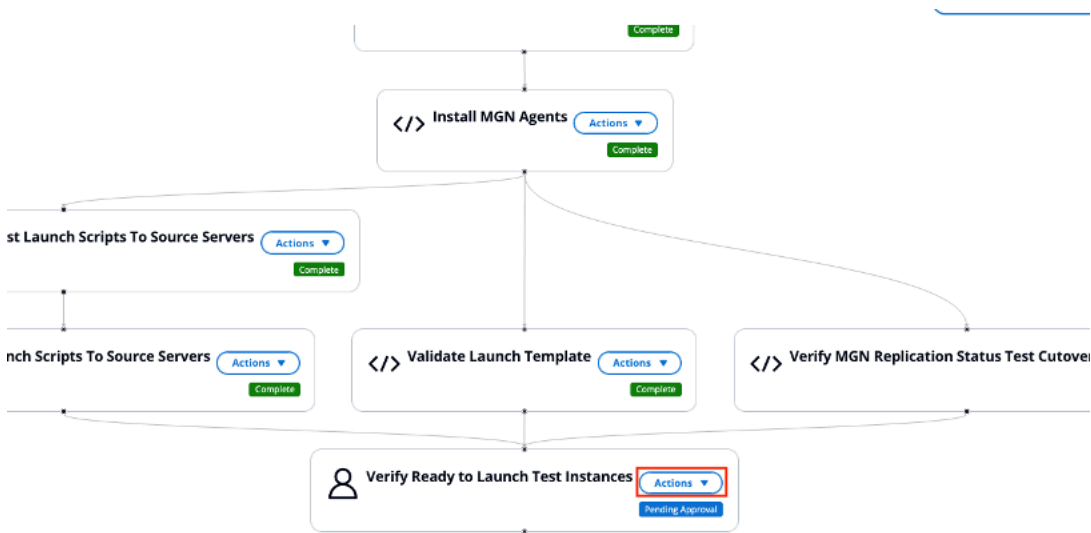 Complete
Install MGN Agents
Actions ▼
Complete
st Launch Scripts To Source Servers
Actions ▼
Complete
nch Scripts To Source Servers
Actions ▼
Complete
Validate Launch Template
Actions ▼
Complete
Verify MGN Replication Status Test Cutover
Verify Ready to Launch Test Instances
Actions ▼
Pending Approval